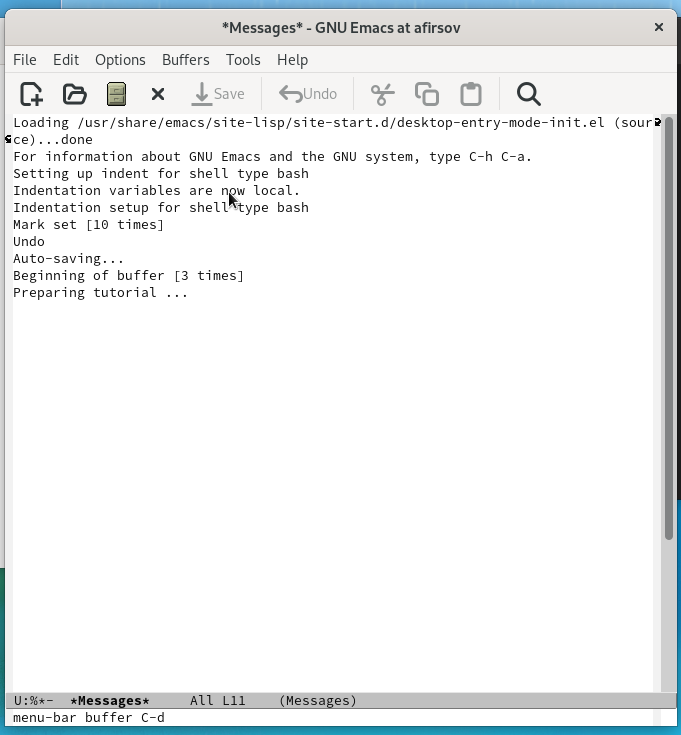 *Messages* - GNU Emacs at afirsov
File Edit Options Buffers Tools Help
Save Undo
Loading /usr/share/emacs/site-lisp/site-start.d/desktop-entry-mode-init.el (sour
ce)...done
For information about GNU Emacs and the GNU system, type C-h C-a.
Setting up indent for shell type bash
Indentation variables are now local.
Indentation setup for shell type bash
Mark set [10 times]
Undo
Auto-saving...
Beginning of buffer [3 times]
Preparing tutorial ...
U:%*-  *Messages*     All L11    (Messages)
menu-bar buffer C-d